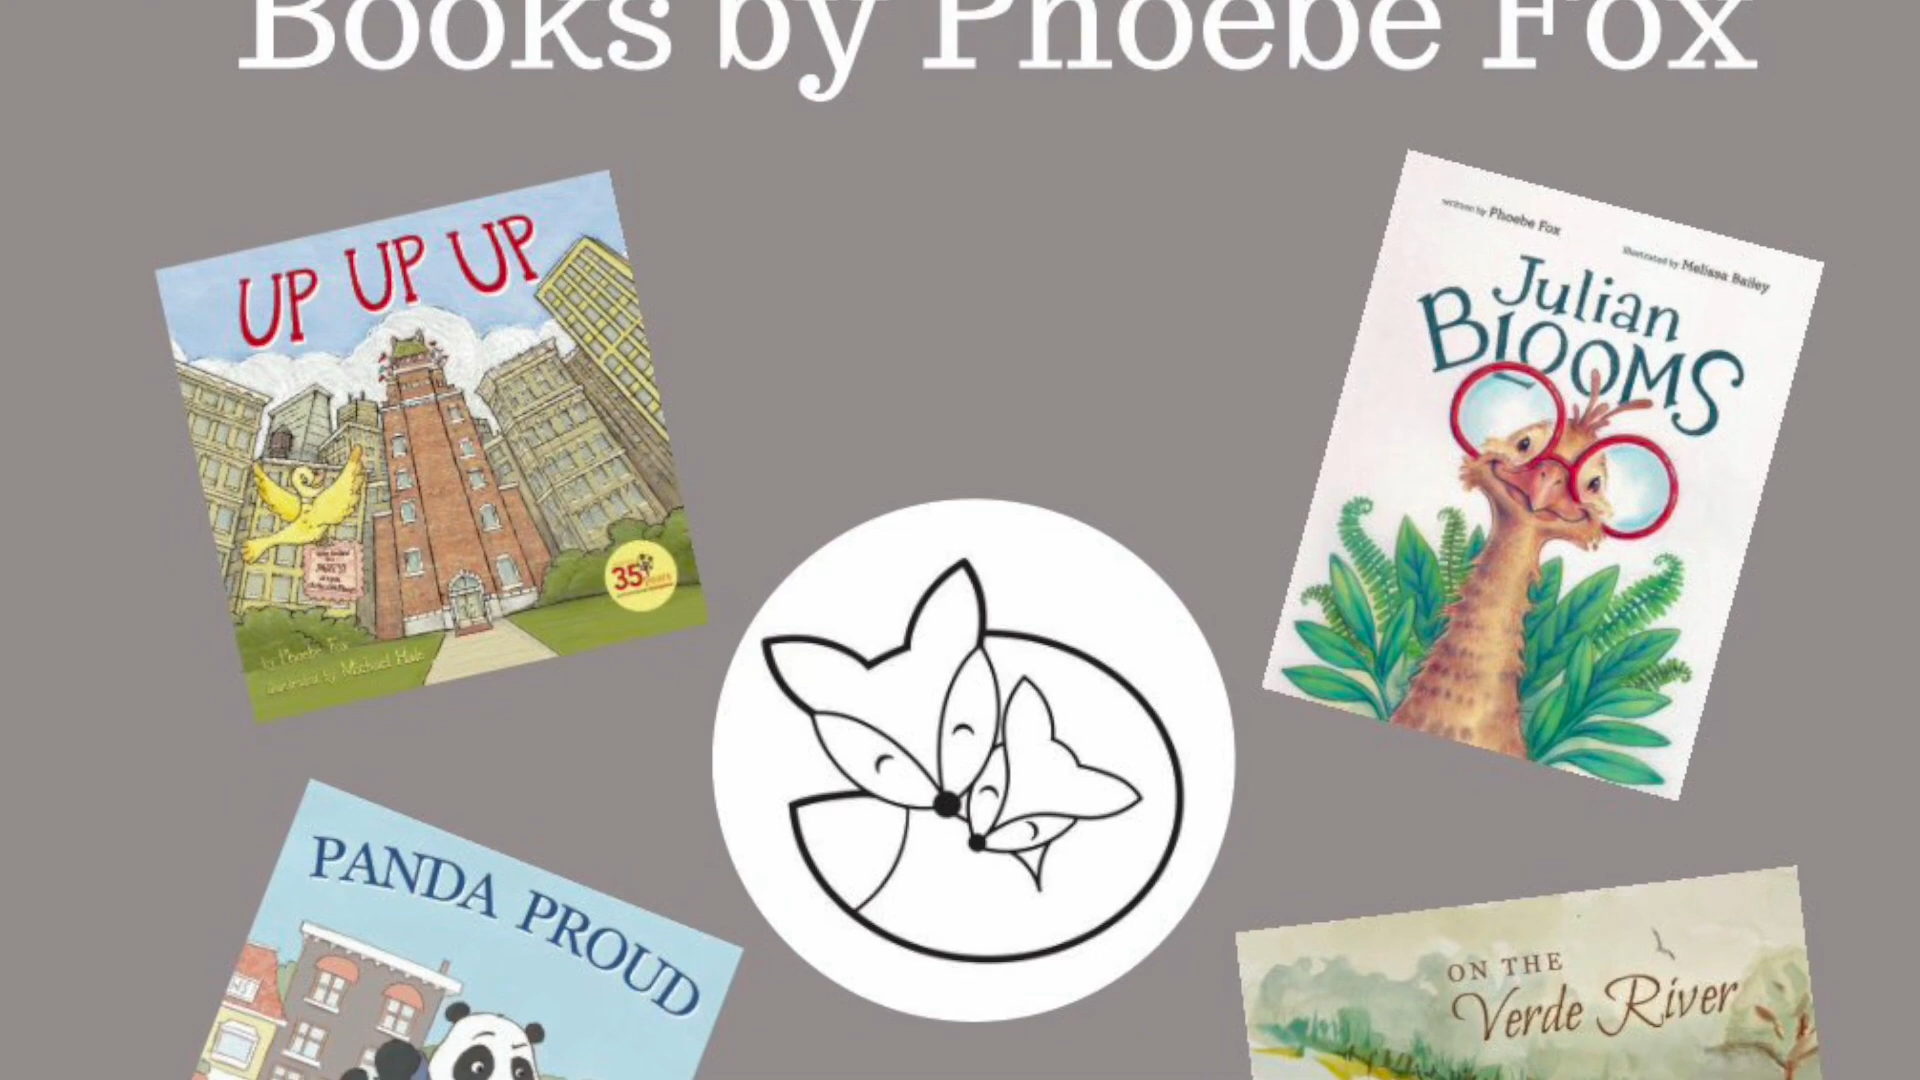 Books by Phoebe Fox
UP UP UP
35 years
by Phoebe Fox
illustrated by Michael Hale
written by Phoebe Fox
illustrated by Melissa Bailey
Julian
BLOOMS
PANDA PROUD
ON THE
Verde River